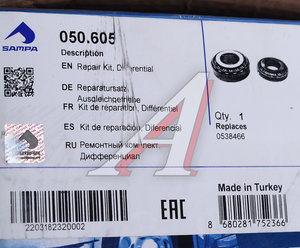 SAMPA
050.605
Description
EN Repair Kit, Differential
DE Reparatursatz,
Ausgleichgetriebe
FR Kit de réparation, Différentiel
ES Kit de reparación, Diferencial
RU Ремонтный комплект,
Дифференциал
Qty. 1
Replaces
0538466
Made in Turkey
EAC
2203182320002
8 680281 752366